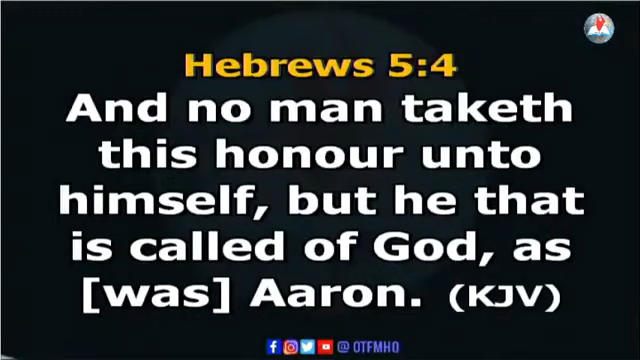 Hebrews 5:4
And no man taketh
this honour unto
himself, but he that
is called of God, as
[was] Aaron. (KJV)
@ OTFMHQ